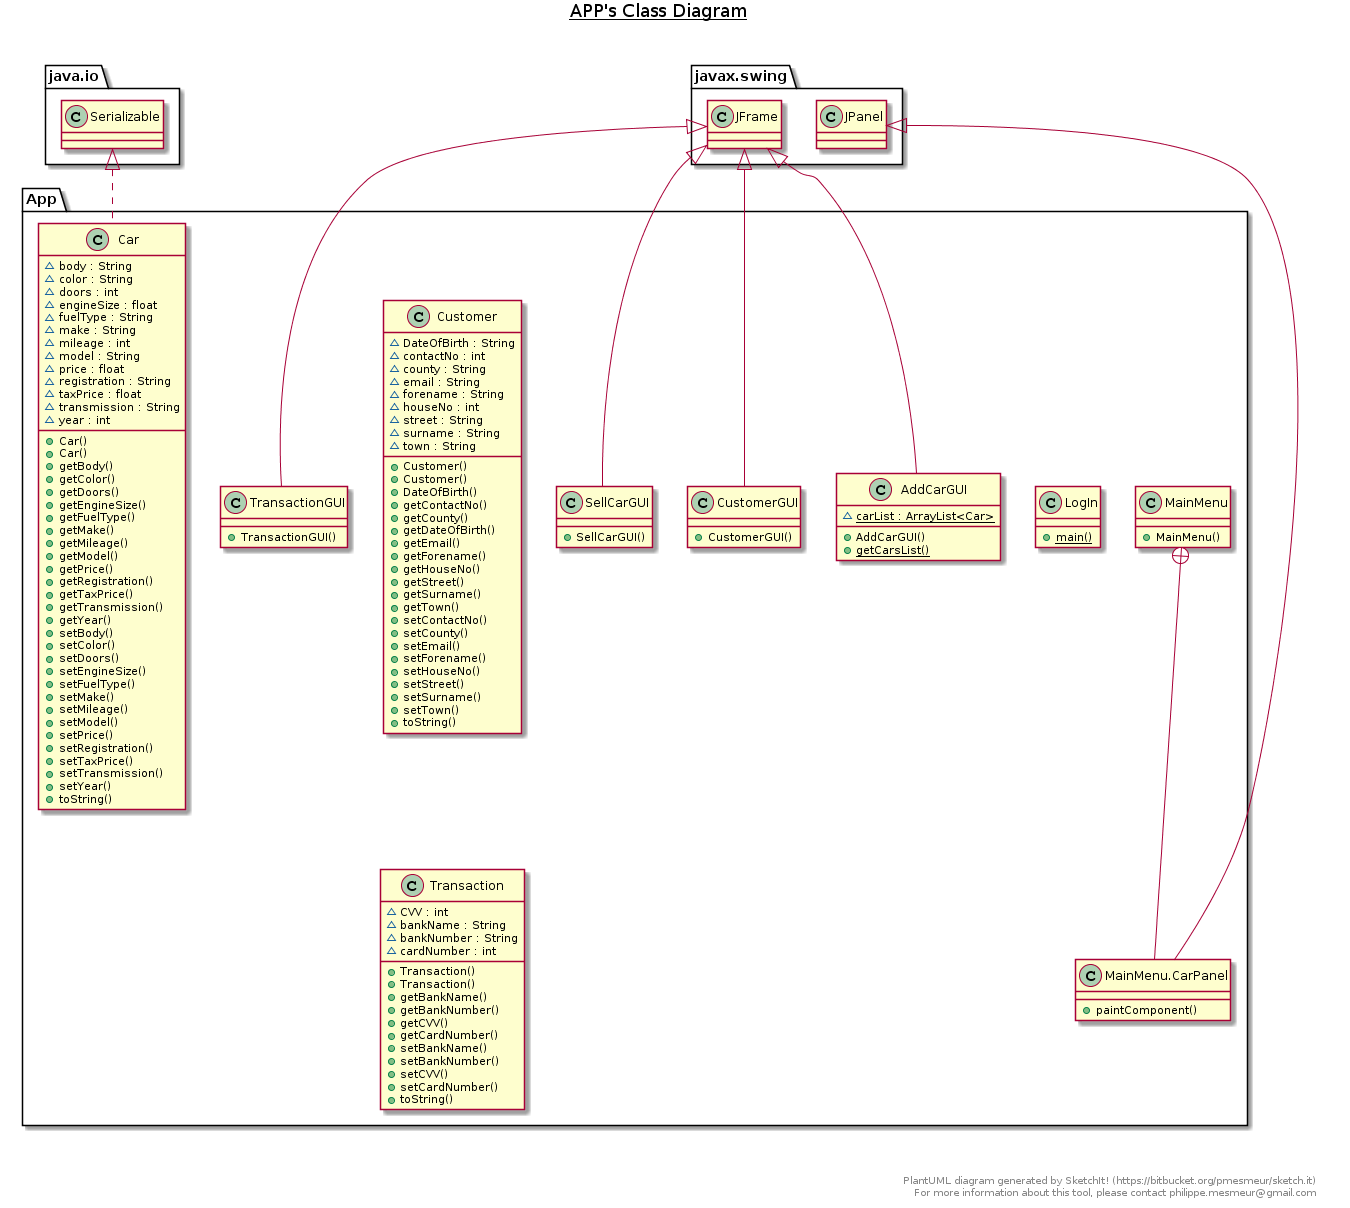 APP's Class Diagram
java.io
C Serializable
javax.swing
C JFrame
C JPanel
App
C Car
body : String
color : String
doors : int
engineSize : float
fuelType : String
make : String
mileage : int
model : String
price : float
registration : String
taxPrice : float
transmission : String
year : int
Car()
Car()
getBody()
getColor()
getDoors()
getEngineSize()
getFuelType()
getMake()
getMileage()
getModel()
getPrice()
getRegistration()
getTaxPrice()
getTransmission()
getYear()
setBody()
setColor()
setDoors()
setEngineSize()
setFuelType()
setMake()
setMileage()
setModel()
setPrice()
setRegistration()
setTaxPrice()
setTransmission()
setYear()
toString()
C TransactionGUI
TransactionGUI()
C Customer
DateOfBirth : String
contactNo : int
county : String
email : String
forename : String
houseNo : int
street : String
surname : String
town : String
Customer()
Customer()
DateOfBirth()
getContactNo()
getCounty()
getDateOfBirth()
getEmail()
getForename()
getHouseNo()
getStreet()
getSurname()
getTown()
setContactNo()
setCounty()
setEmail()
setForename()
setHouseNo()
setStreet()
setSurname()
setTown()
toString()
C SellCarGUI
SellCarGUI()
C CustomerGUI
CustomerGUI()
C AddCarGUI
carList : ArrayList<Car>
AddCarGUI()
getCarsList()
C LogIn
main()
C MainMenu
MainMenu()
C Transaction
CVV : int
bankName : String
bankNumber : String
cardNumber : int
Transaction()
Transaction()
getBankName()
getBankNumber()
getCVV()
getCardNumber()
setBankName()
setBankNumber()
setCVV()
setCardNumber()
toString()
C MainMenu.CarPanel
paintComponent()
PlantUML diagram generated by SketchIt! (https://bitbucket.org/pmesmeur/sketch.it)
For more information about this tool, please contact philippe.mesmeur@gmail.com